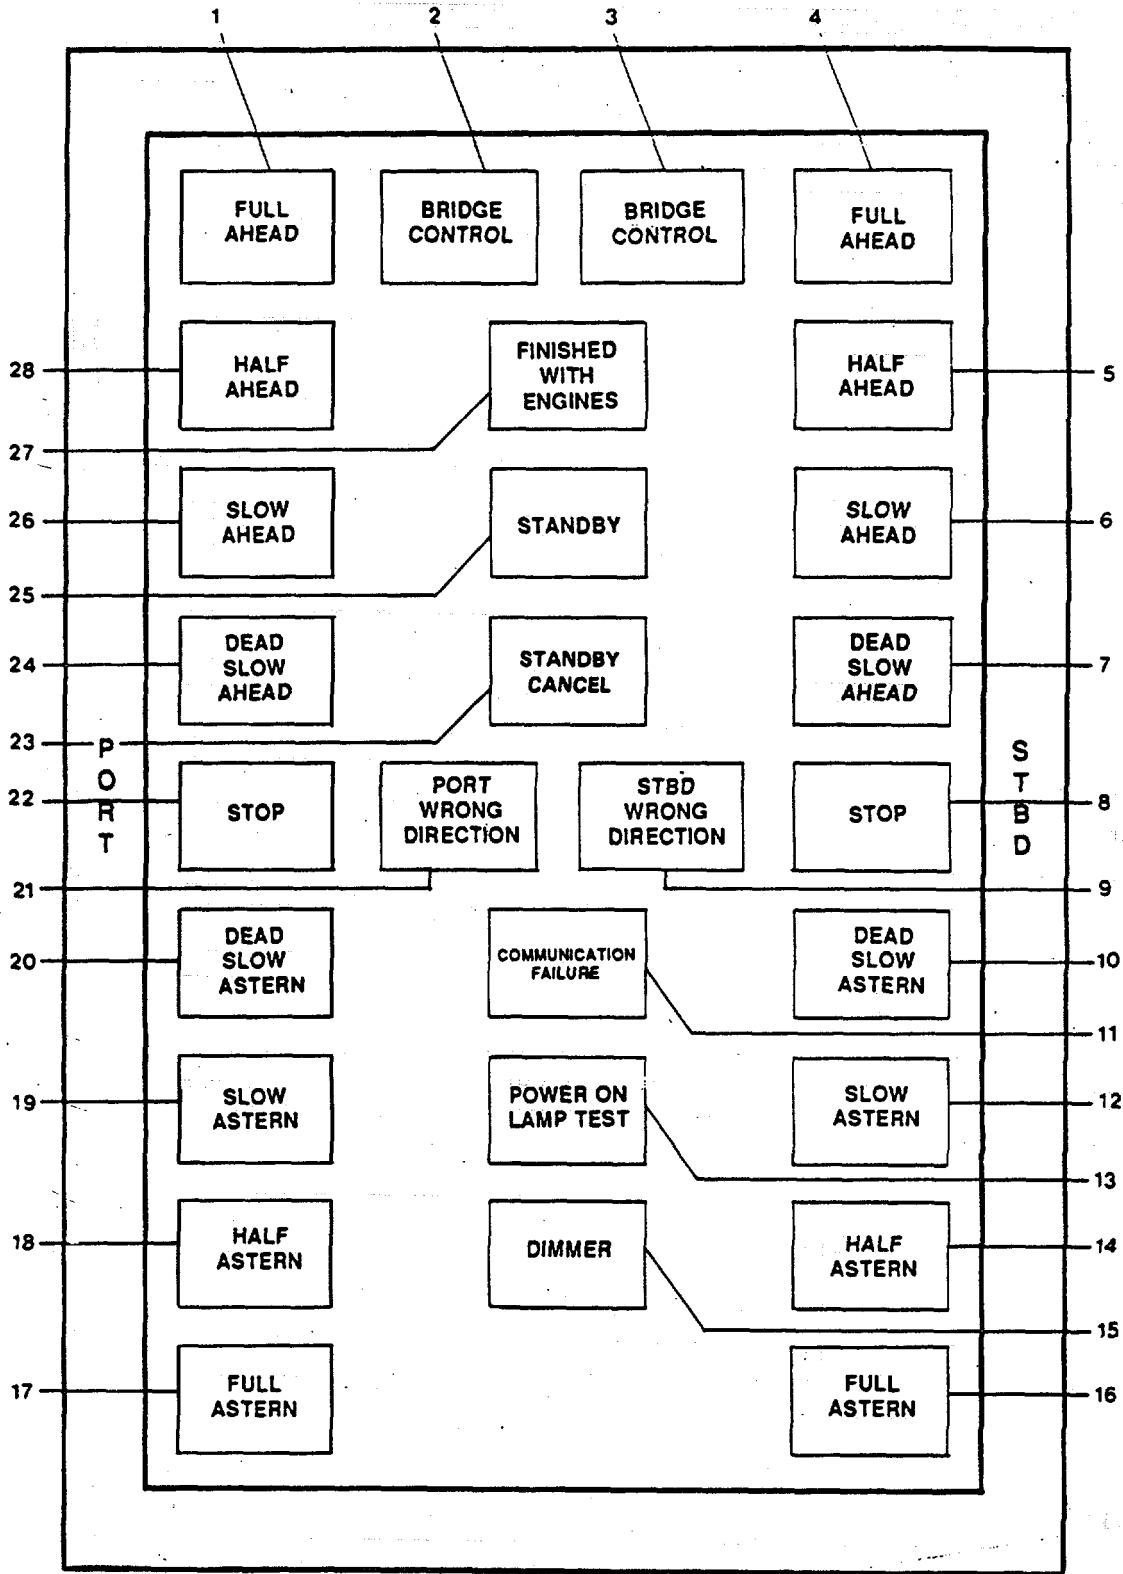 1 2 3 4
FULL AHEAD
BRIDGE CONTROL
BRIDGE CONTROL
FULL AHEAD
28
HALF AHEAD
FINISHED WITH ENGINES
HALF AHEAD
5
27
26
SLOW AHEAD
STANDBY
SLOW AHEAD
6
25
24
DEAD SLOW AHEAD
STANDBY CANCEL
DEAD SLOW AHEAD
7
23
PORT
STBD
22
STOP
PORT WRONG DIRECTION
STBD WRONG DIRECTION
STOP
8
21
9
20
DEAD SLOW ASTERN
COMMUNICATION FAILURE
DEAD SLOW ASTERN
10
11
19
SLOW ASTERN
POWER ON LAMP TEST
SLOW ASTERN
12
13
18
HALF ASTERN
DIMMER
HALF ASTERN
14
15
17
FULL ASTERN
FULL ASTERN
16